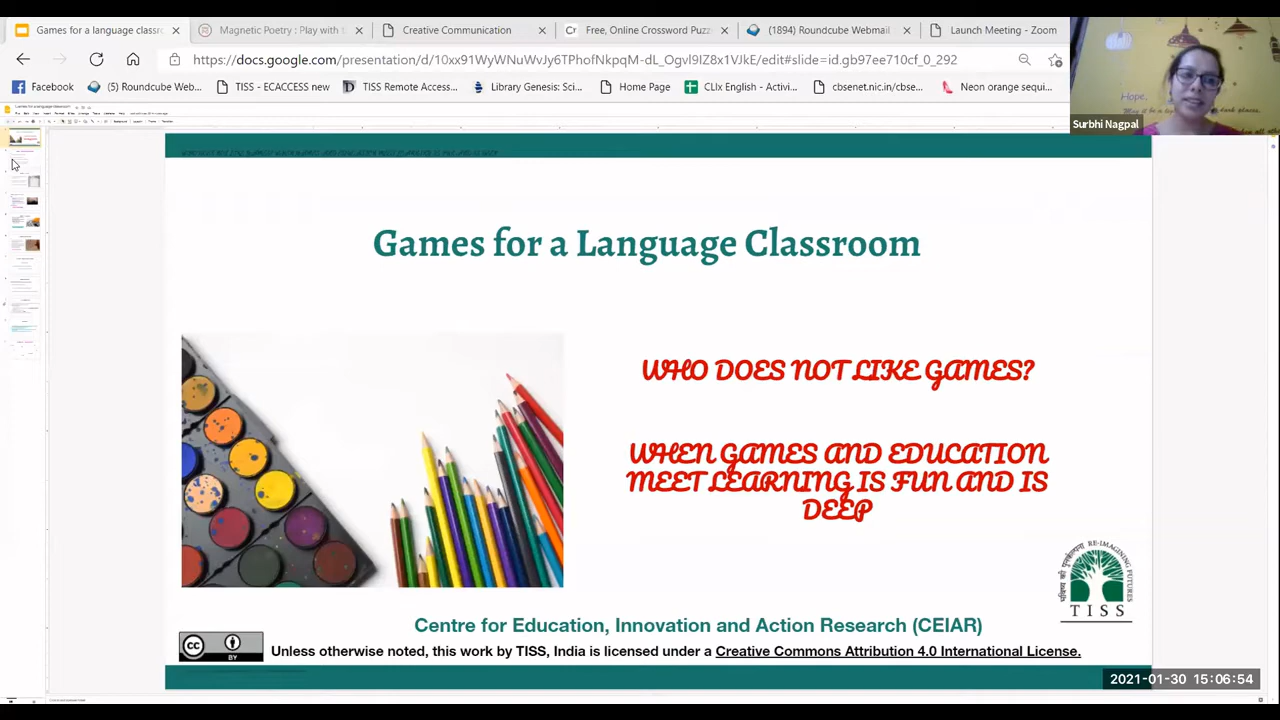 Games for a language classr
Magnetic Poetry : Play with t
Creative Communication
Free, Online Crossword Puzz
(1894) Roundcube Webmail
Launch Meeting - Zoom
https://docs.google.com/presentation/d/10xx91WyWNuWvJy6TPhofNkpqM-dL_Ogvl9IZ8x1VJkE/edit#slide=id.gb97ee710cf_0_292
Facebook
(5) Roundcube Web...
TISS - ECACCESS new
TISS Remote Access...
Library Genesis: Sci...
Home Page
CLIx English - Activi...
cbsenet.nic.in/cbse...
Neon orange sequi...
Hope,
Surbhi Nagpal
Games for a Language Classroom
WHO DOES NOT LIKE GAMES?
WHEN GAMES AND EDUCATION
MEET LEARNING IS FUN AND IS
DEEP
RE-IMAGINING FUTURES
TISS
Centre for Education, Innovation and Action Research (CEIAR)
cc
BY
Unless otherwise noted, this work by TISS, India is licensed under a Creative Commons Attribution 4.0 International License.
2021-01-30 15:06:54